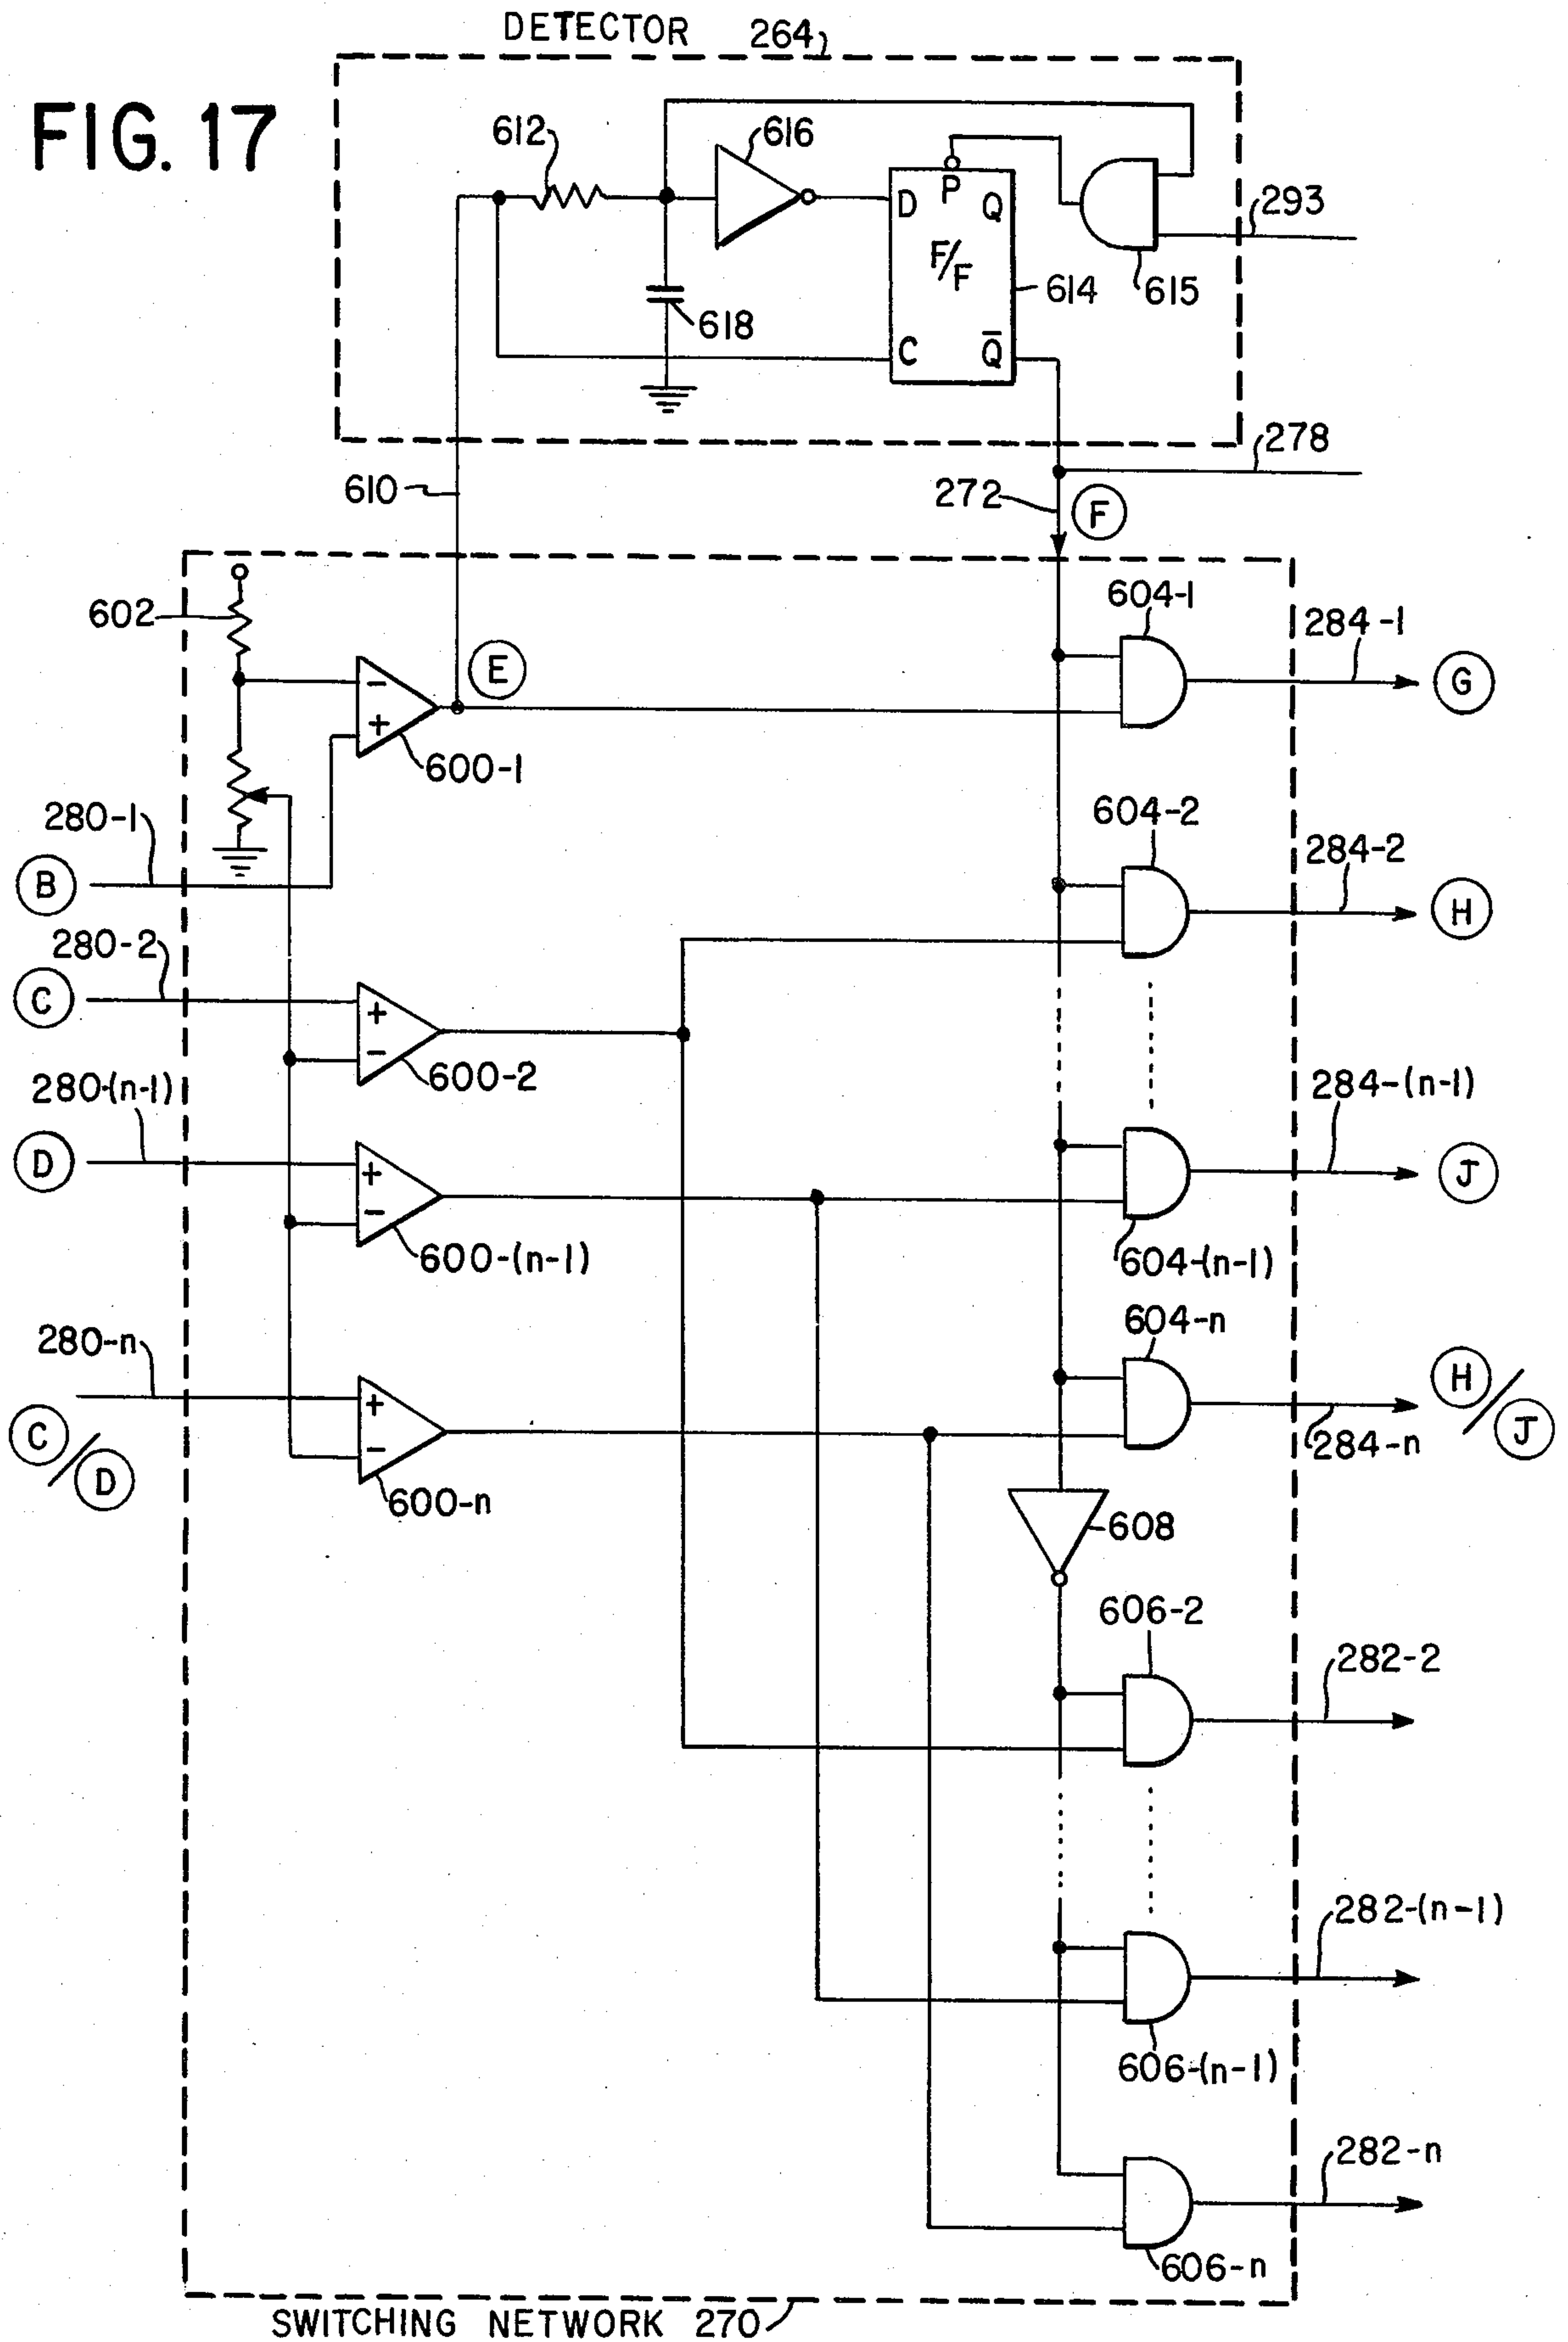 DETECTOR 264
FIG. 17
612
616
P
D
Q
F/F
614
615
293
618
C
Q̅
278
610
272
F
602
E
604-1
284-1
G
−
+
600-1
280-1
B
604-2
284-2
H
280-2
C
+
−
600-2
280-(n-1)
D
284-(n-1)
J
+
−
600-(n-1)
604-(n-1)
604-n
280-n
C/D
+
−
600-n
H/J
284-n
608
606-2
282-2
282-(n-1)
606-(n-1)
282-n
606-n
SWITCHING NETWORK 270